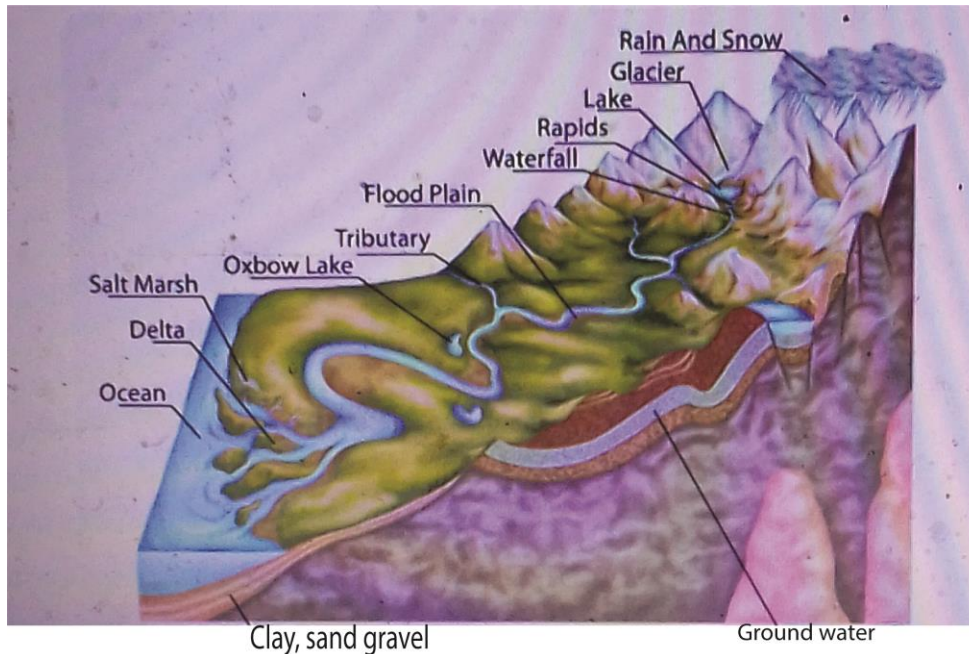 Rain And Snow
Glacier
Lake
Rapids
Waterfall
Flood Plain
Tributary
Oxbow Lake
Salt Marsh
Delta
Ocean
Clay, sand gravel
Ground water